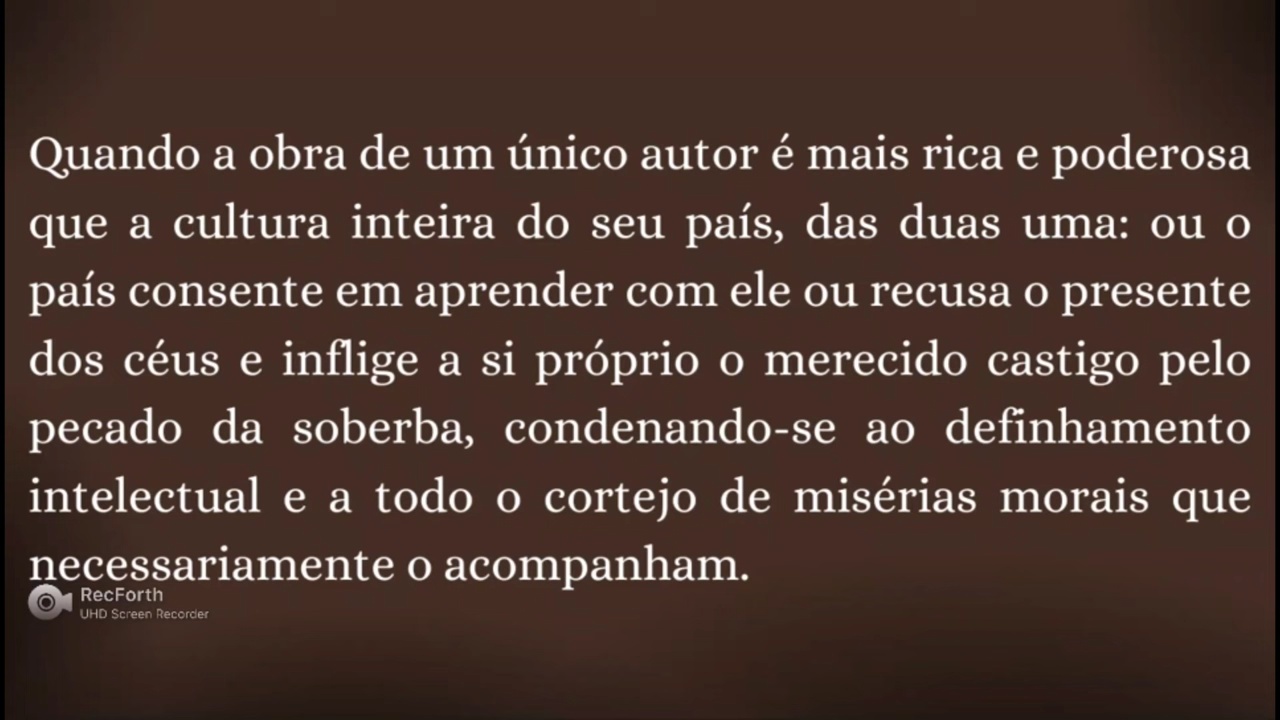 Quando a obra de um único autor é mais rica e poderosa
que a cultura inteira do seu país, das duas uma: ou o
país consente em aprender com ele ou recusa o presente
dos céus e inflige a si próprio o merecido castigo pelo
pecado da soberba, condenando-se ao definhamento
intelectual e a todo o cortejo de misérias morais que
necessariamente o acompanham.
RecForth
UHD Screen Recorder